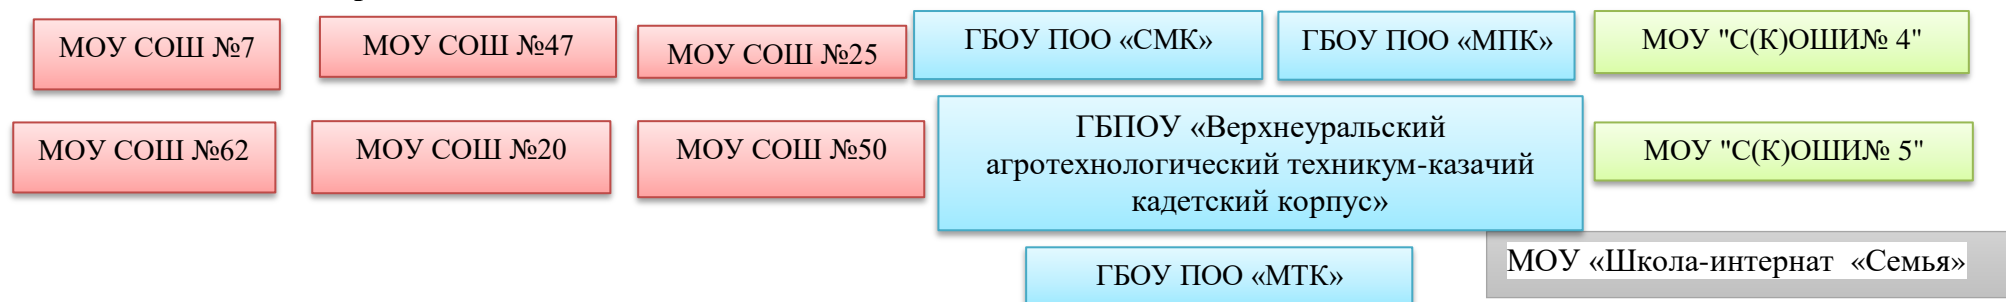 МОУ СОШ №7
МОУ СОШ №47
МОУ СОШ №25
ГБОУ ПОО «СМК»
ГБОУ ПОО «МПК»
МОУ "С(К)ОШИ№ 4"
МОУ СОШ №62
МОУ СОШ №20
МОУ СОШ №50
ГБПОУ «Верхнеуральский
агротехнологический техникум-казачий
кадетский корпус»
МОУ "С(К)ОШИ№ 5"
ГБОУ ПОО «МТК»
МОУ «Школа-интернат «Семья»